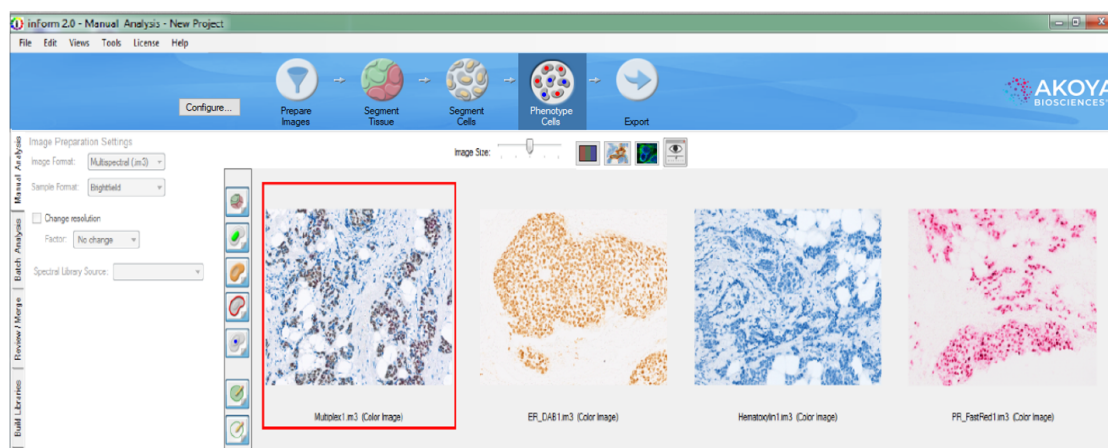 inform 2.0 - Manual Analysis - New Project
File Edit Views Tools License Help
Configure...
Prepare Images
Segment Tissue
Segment Cells
Phenotype Cells
Export
AKOYA
BIOSCIENCES
Manual Analysis
Batch Analysis
Review / Merge
Build Libraries
Image Preparation Settings
Image Format: Multispectral (.im3)
Sample Format: Brightfield
Change resolution
Factor: No change
Spectral Library Source:
Image Size:
Multiplex1.im3 (Color Image)
ER_DAB1.im3 (Color Image)
Hematoxylin1.im3 (Color Image)
PR_FastRed1.im3 (Color Image)